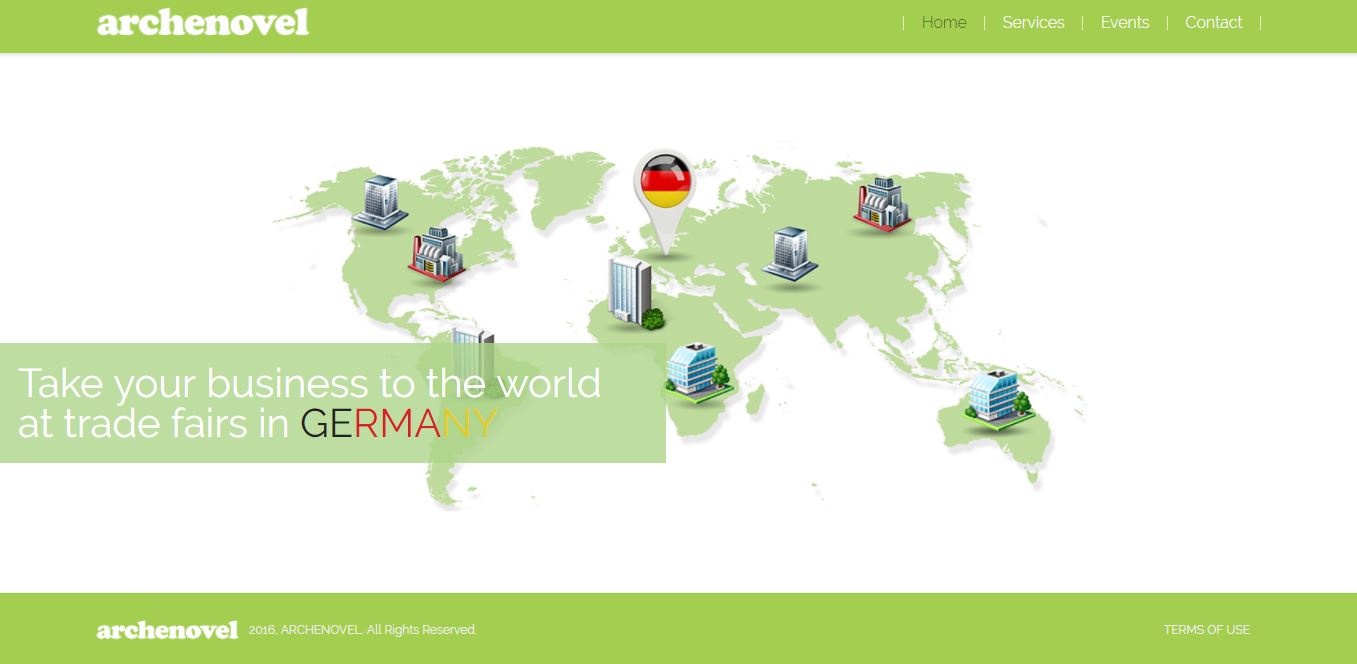 archenovel
| Home | Services | Events | Contact |
Take your business to the world
at trade fairs in GERMANY
archenovel 2016, ARCHENOVEL. All Rights Reserved.
TERMS OF USE